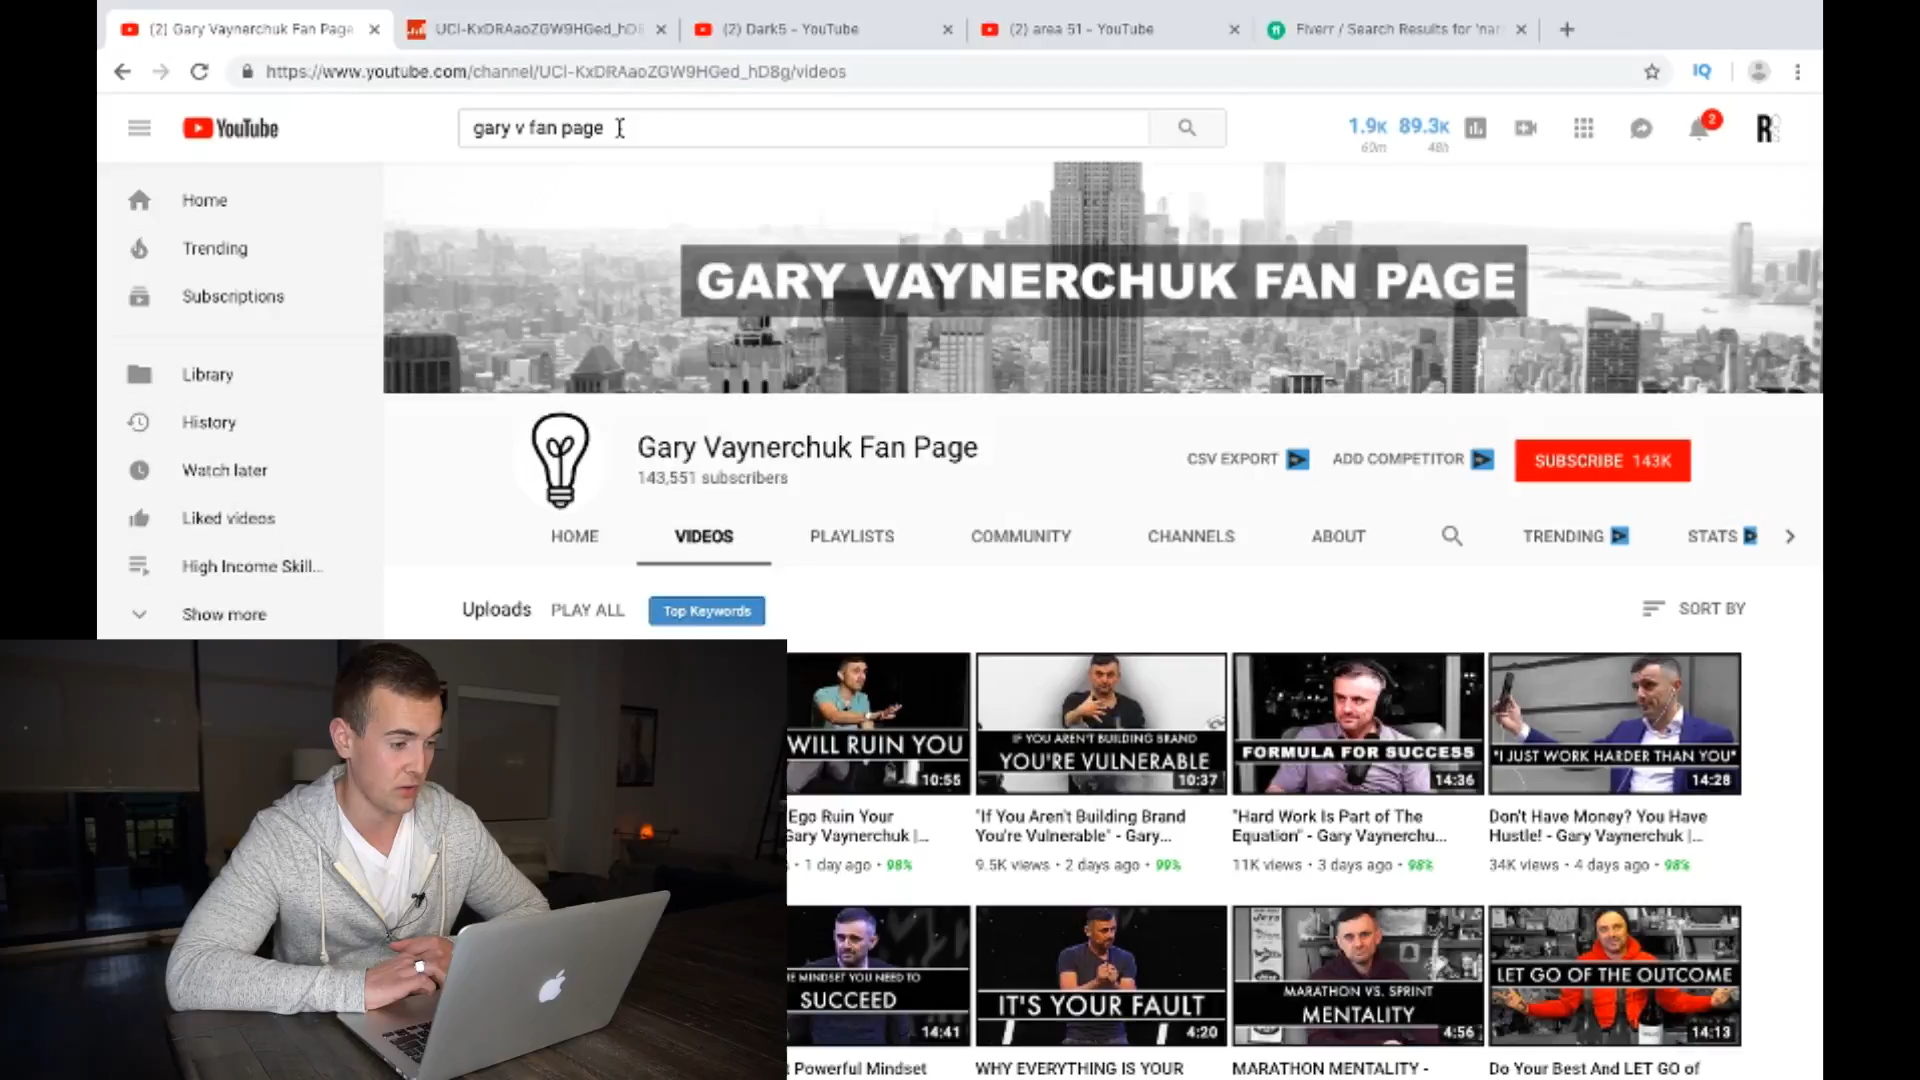 (2) Gary Vaynerchuk Fan Page
UCI-KxDRAaoZGW9HGed_hD8
(2) Dark5 - YouTube
(2) area 51 - YouTube
Fiverr / Search Results for 'nar
https://www.youtube.com/channel/UCI-KxDRAaoZGW9HGed_hD8g/videos
IQ
YouTube
gary v fan page
1.9K 89.3K
60m 48h
2
R
Home
Trending
Subscriptions
Library
History
Watch later
Liked videos
High Income Skill...
Show more
GARY VAYNERCHUK FAN PAGE
Gary Vaynerchuk Fan Page
143,551 subscribers
CSV EXPORT
ADD COMPETITOR
SUBSCRIBE 143K
HOME
VIDEOS
PLAYLISTS
COMMUNITY
CHANNELS
ABOUT
TRENDING
STATS
Uploads
PLAY ALL
Top Keywords
SORT BY
WILL RUIN YOU
10:55
IF YOU AREN'T BUILDING BRAND
YOU'RE VULNERABLE
10:37
FORMULA FOR SUCCESS
14:36
"I JUST WORK HARDER THAN YOU"
14:28
Ego Ruin Your
Gary Vaynerchuk |...
• 1 day ago • 98%
"If You Aren't Building Brand
You're Vulnerable" - Gary...
9.5K views • 2 days ago • 99%
"Hard Work Is Part of The
Equation" - Gary Vaynerchu...
11K views • 3 days ago • 98%
Don't Have Money? You Have
Hustle! - Gary Vaynerchuk |...
34K views • 4 days ago • 98%
MINDSET YOU NEED TO
SUCCEED
14:41
IT'S YOUR FAULT
4:20
MARATHON VS. SPRINT
MENTALITY
4:56
LET GO OF THE OUTCOME
14:13
Powerful Mindset
WHY EVERYTHING IS YOUR
MARATHON MENTALITY -
Do Your Best And LET GO of